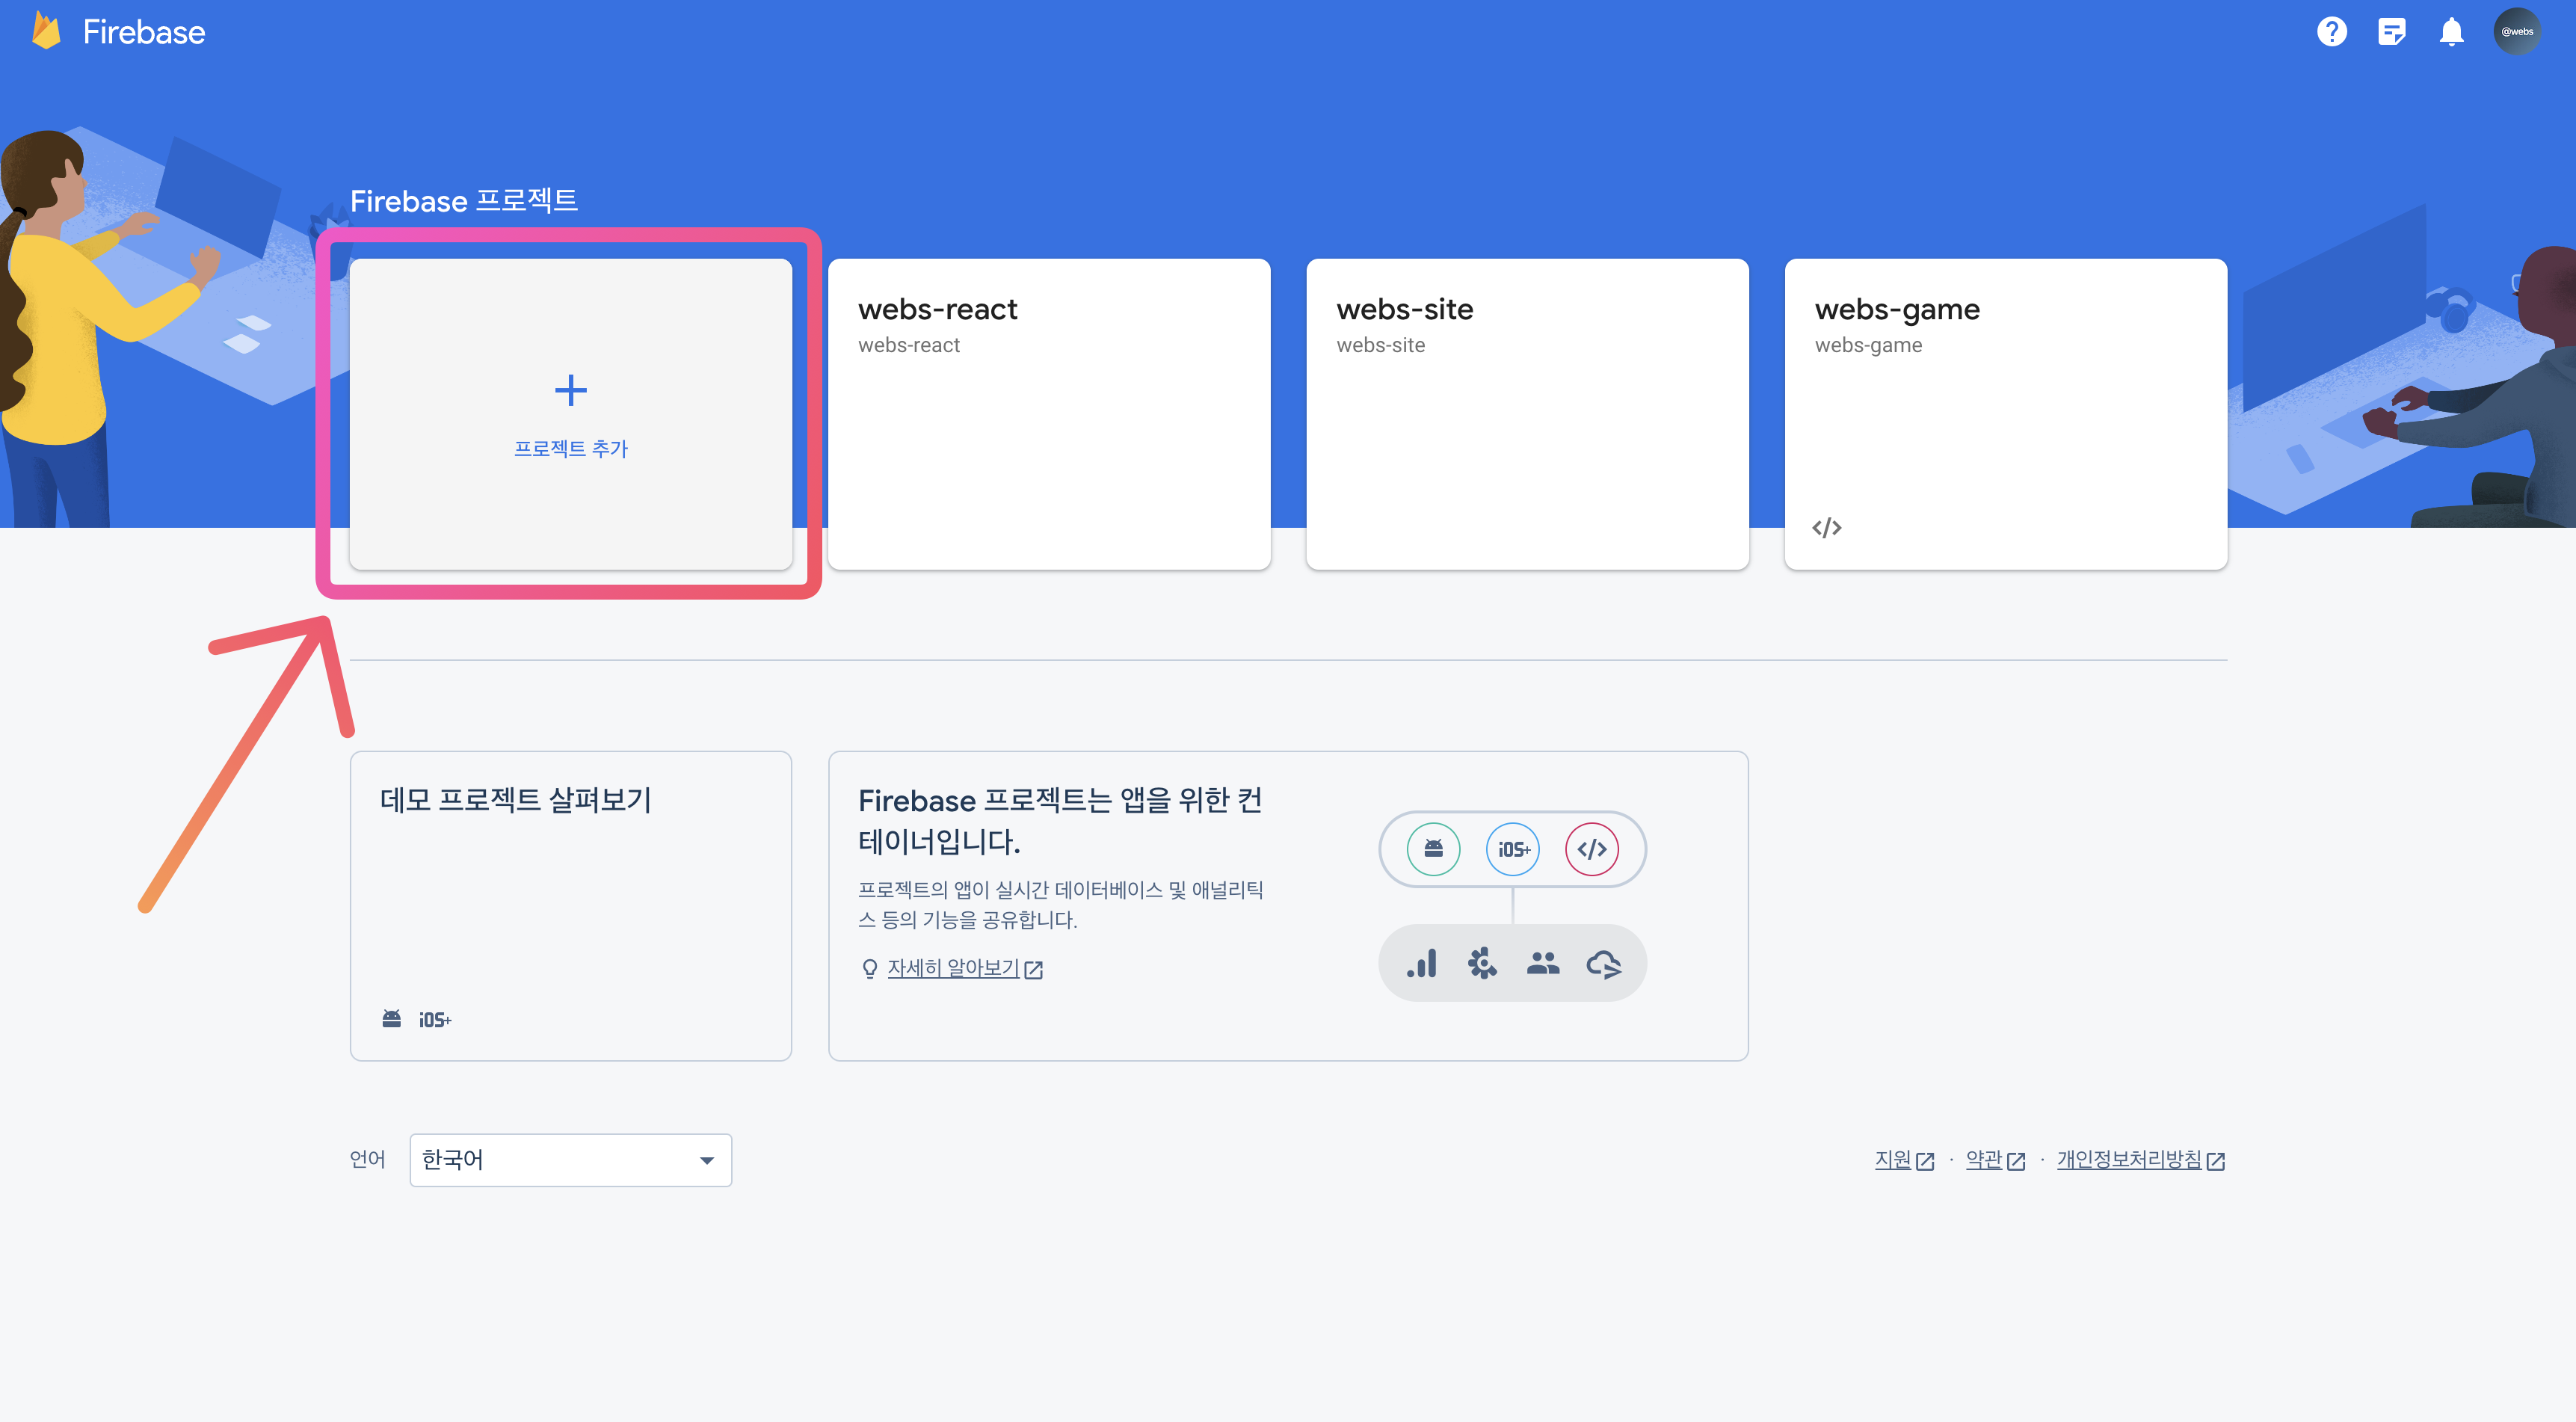 Firebase
@webs
Firebase 프로젝트
프로젝트 추가
webs-react
webs-react
webs-site
webs-site
webs-game
webs-game
데모 프로젝트 살펴보기
iOS+
Firebase 프로젝트는 앱을 위한 컨
테이너입니다.
프로젝트의 앱이 실시간 데이터베이스 및 애널리틱
스 등의 기능을 공유합니다.
자세히 알아보기
iOS+
언어 한국어
지원 · 약관 · 개인정보처리방침